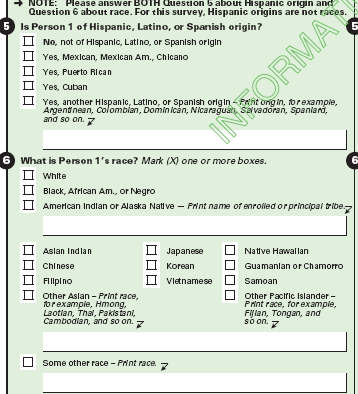 → NOTE: Please answer BOTH Question 5 about Hispanic origin and
Question 6 about race. For this survey, Hispanic origins are not races.
5 Is Person 1 of Hispanic, Latino, or Spanish origin? 5
No, not of Hispanic, Latino, or Spanish origin
Yes, Mexican, Mexican Am., Chicano
Yes, Puerto Rican
Yes, Cuban
Yes, another Hispanic, Latino, or Spanish origin – Print origin, for example,
Argentinean, Colombian, Dominican, Nicaraguan, Salvadoran, Spaniard,
and so on.
INFORMAT
6 What is Person 1's race? Mark (X) one or more boxes. 6
White
Black, African Am., or Negro
American Indian or Alaska Native — Print name of enrolled or principal tribe.
Asian Indian Japanese Native Hawaiian
Chinese Korean Guamanian or Chamorro
Filipino Vietnamese Samoan
Other Asian – Print race, Other Pacific Islander –
for example, Hmong, Print race, for example,
Laotian, Thai, Pakistani, Fijian, Tongan, and
Cambodian, and so on. so on.
Some other race – Print race.